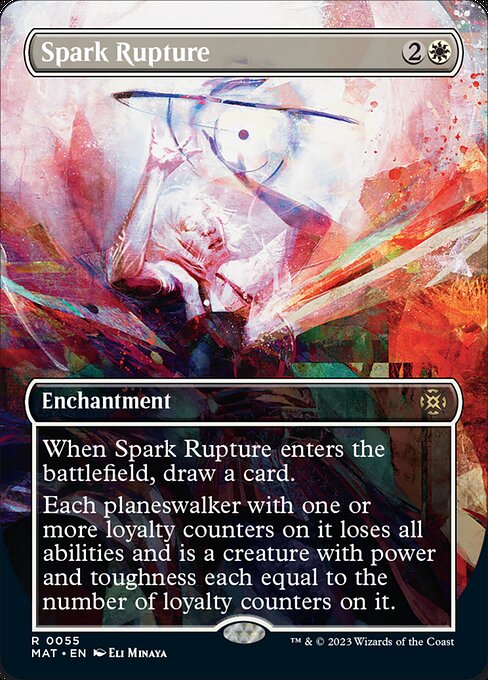 Spark Rupture 2
Enchantment
When Spark Rupture enters the
battlefield, draw a card.
Each planeswalker with one or
more loyalty counters on it loses all
abilities and is a creature with power
and toughness each equal to the
number of loyalty counters on it.
R 0055 ™ & © 2023 Wizards of the Coast
MAT • EN Eli Minaya